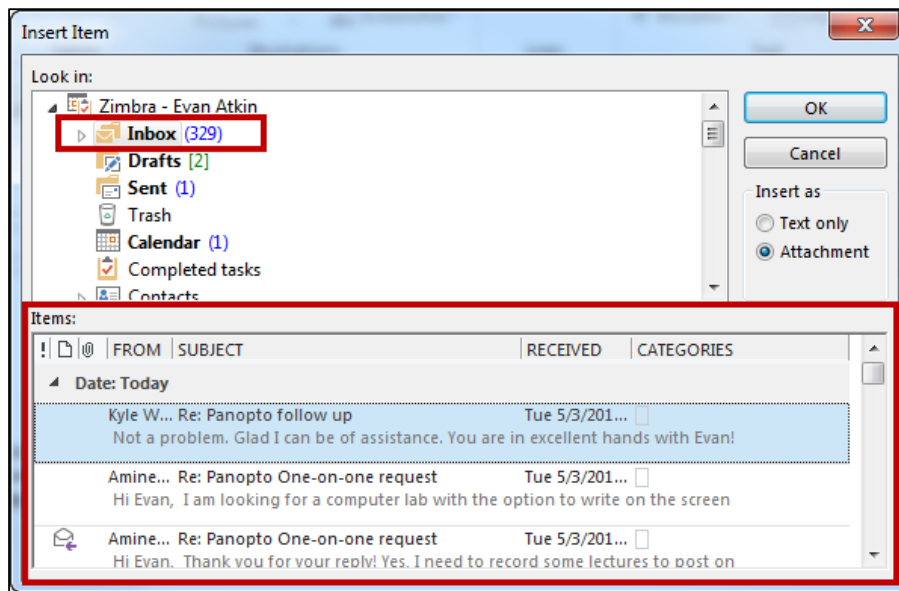 Insert Item
Look in:
Zimbra - Evan Atkin
Inbox (329)
Drafts [2]
Sent (1)
Trash
Calendar (1)
Completed tasks
Contacts
OK
Cancel
Insert as
Text only
Attachment
Items:
! FROM SUBJECT RECEIVED CATEGORIES
Date: Today
Kyle W... Re: Panopto follow up Tue 5/3/201...
Not a problem. Glad I can be of assistance. You are in excellent hands with Evan!
Amine... Re: Panopto One-on-one request Tue 5/3/201...
Hi Evan, I am looking for a computer lab with the option to write on the screen
Amine... Re: Panopto One-on-one request Tue 5/3/201...
Hi Evan, Thank you for your reply! Yes, I need to record some lectures to post on